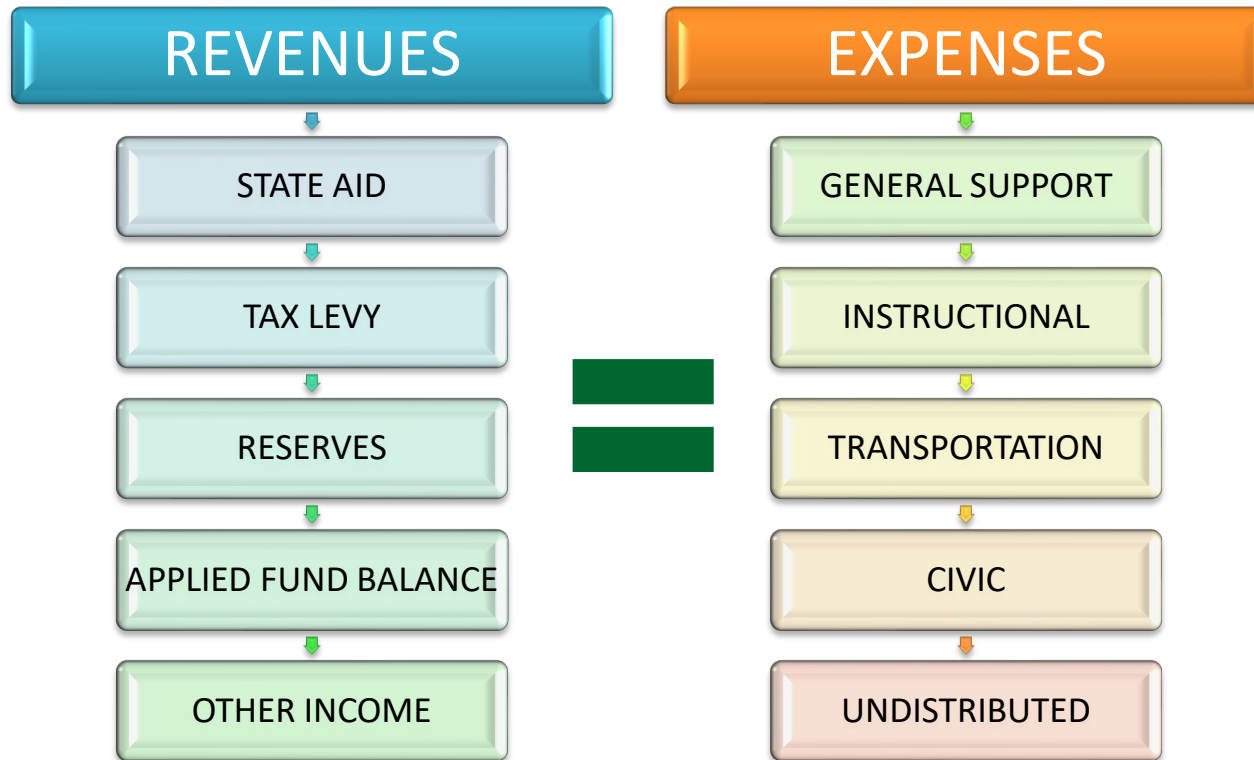 REVENUES
STATE AID
TAX LEVY
RESERVES
APPLIED FUND BALANCE
OTHER INCOME
EXPENSES
GENERAL SUPPORT
INSTRUCTIONAL
TRANSPORTATION
CIVIC
UNDISTRIBUTED